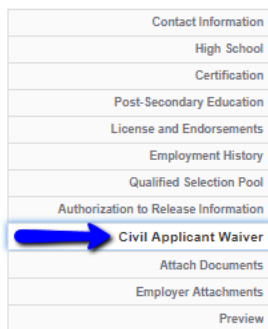 Contact Information
High School
Certification
Post-Secondary Education
License and Endorsements
Employment History
Qualified Selection Pool
Authorization to Release Information
Civil Applicant Waiver
Attach Documents
Employer Attachments
Preview